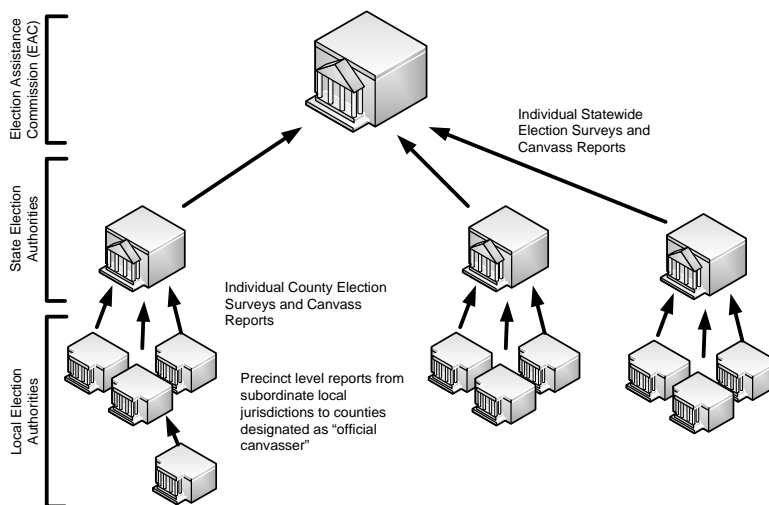 Election Assistance
Commission (EAC)
Individual Statewide
Election Surveys and
Canvass Reports
State Election
Authorities
Individual County Election
Surveys and Canvass
Reports
Local Election
Authorities
Precinct level reports from
subordinate local
jurisdictions to counties
designated as “official
canvasser”